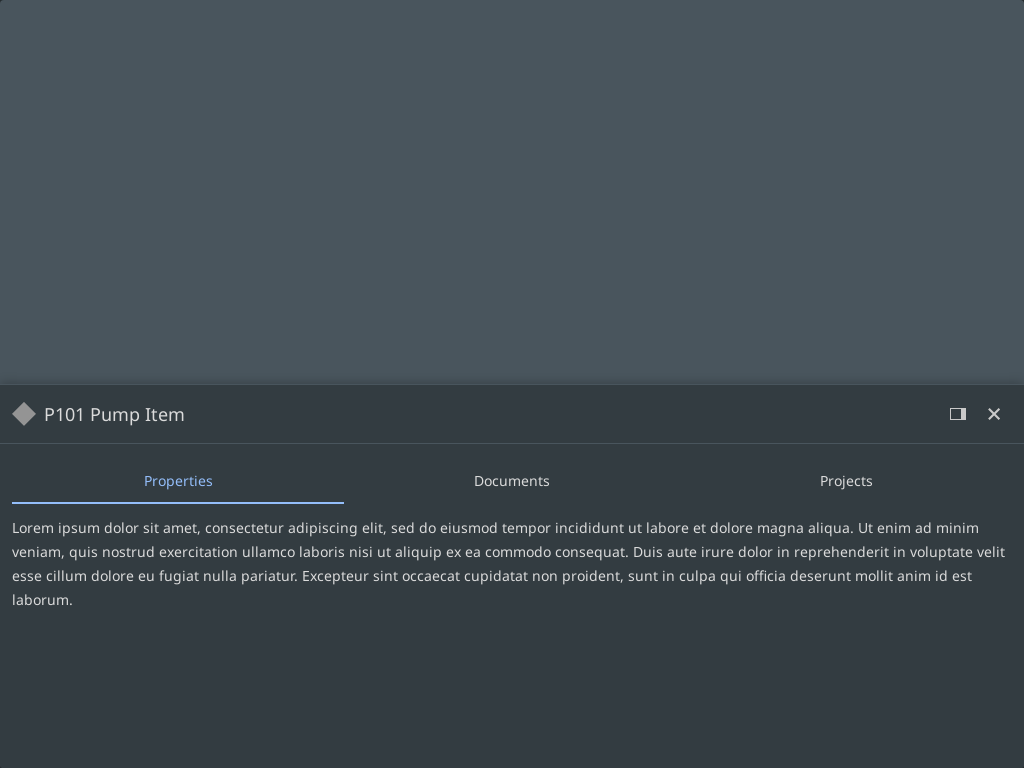 P101 Pump Item
Properties
Documents
Projects
Lorem ipsum dolor sit amet, consectetur adipiscing elit, sed do eiusmod tempor incididunt ut labore et dolore magna aliqua. Ut enim ad minim
veniam, quis nostrud exercitation ullamco laboris nisi ut aliquip ex ea commodo consequat. Duis aute irure dolor in reprehenderit in voluptate velit
esse cillum dolore eu fugiat nulla pariatur. Excepteur sint occaecat cupidatat non proident, sunt in culpa qui officia deserunt mollit anim id est
laborum.